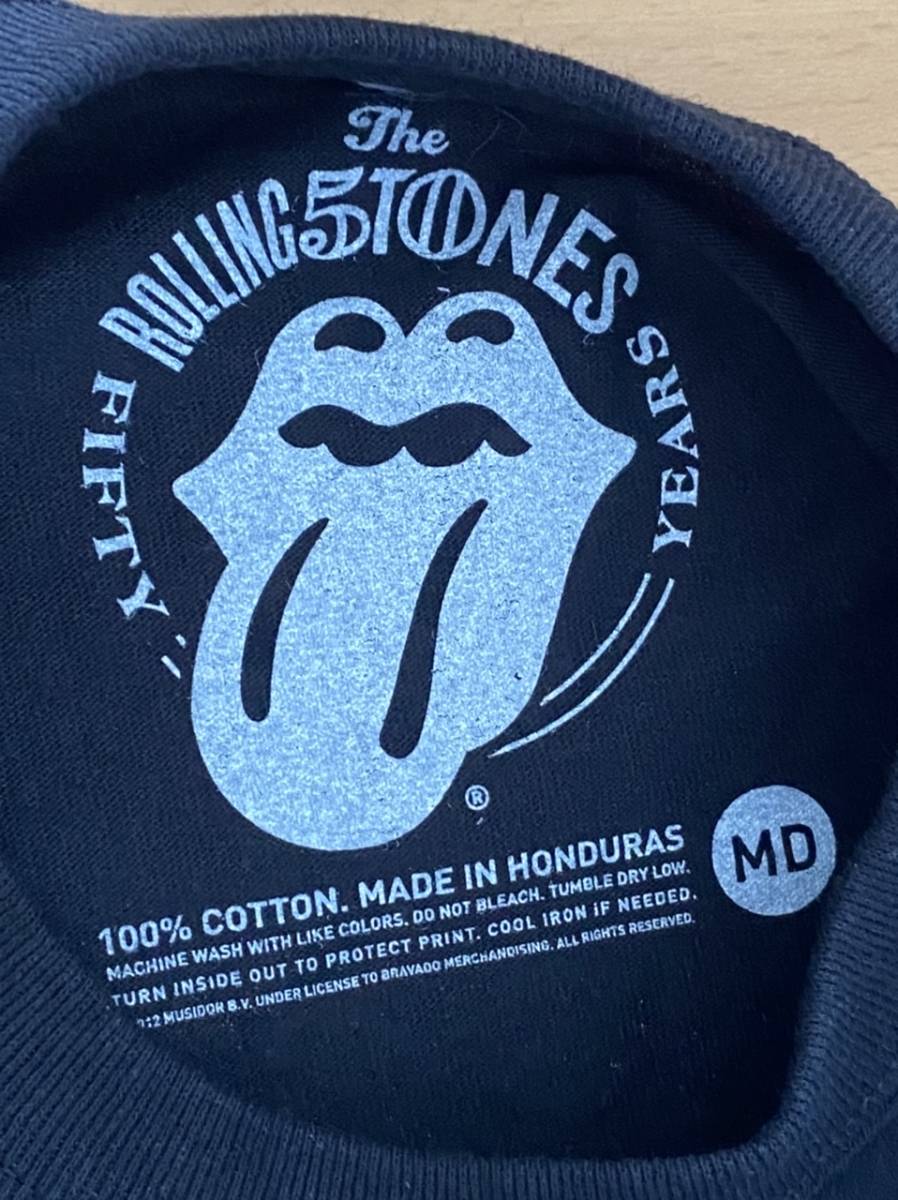 The
ROLLING 5TONES
FIFTY YEARS
®
100% COTTON. MADE IN HONDURAS
MACHINE WASH WITH LIKE COLORS. DO NOT BLEACH. TUMBLE DRY LOW.
TURN INSIDE OUT TO PROTECT PRINT. COOL IRON iF NEEDED.
MUSIDOR B.V. UNDER LICENSE TO BRAVADO MERCHANDISING. ALL RIGHTS RESERVED.
MD